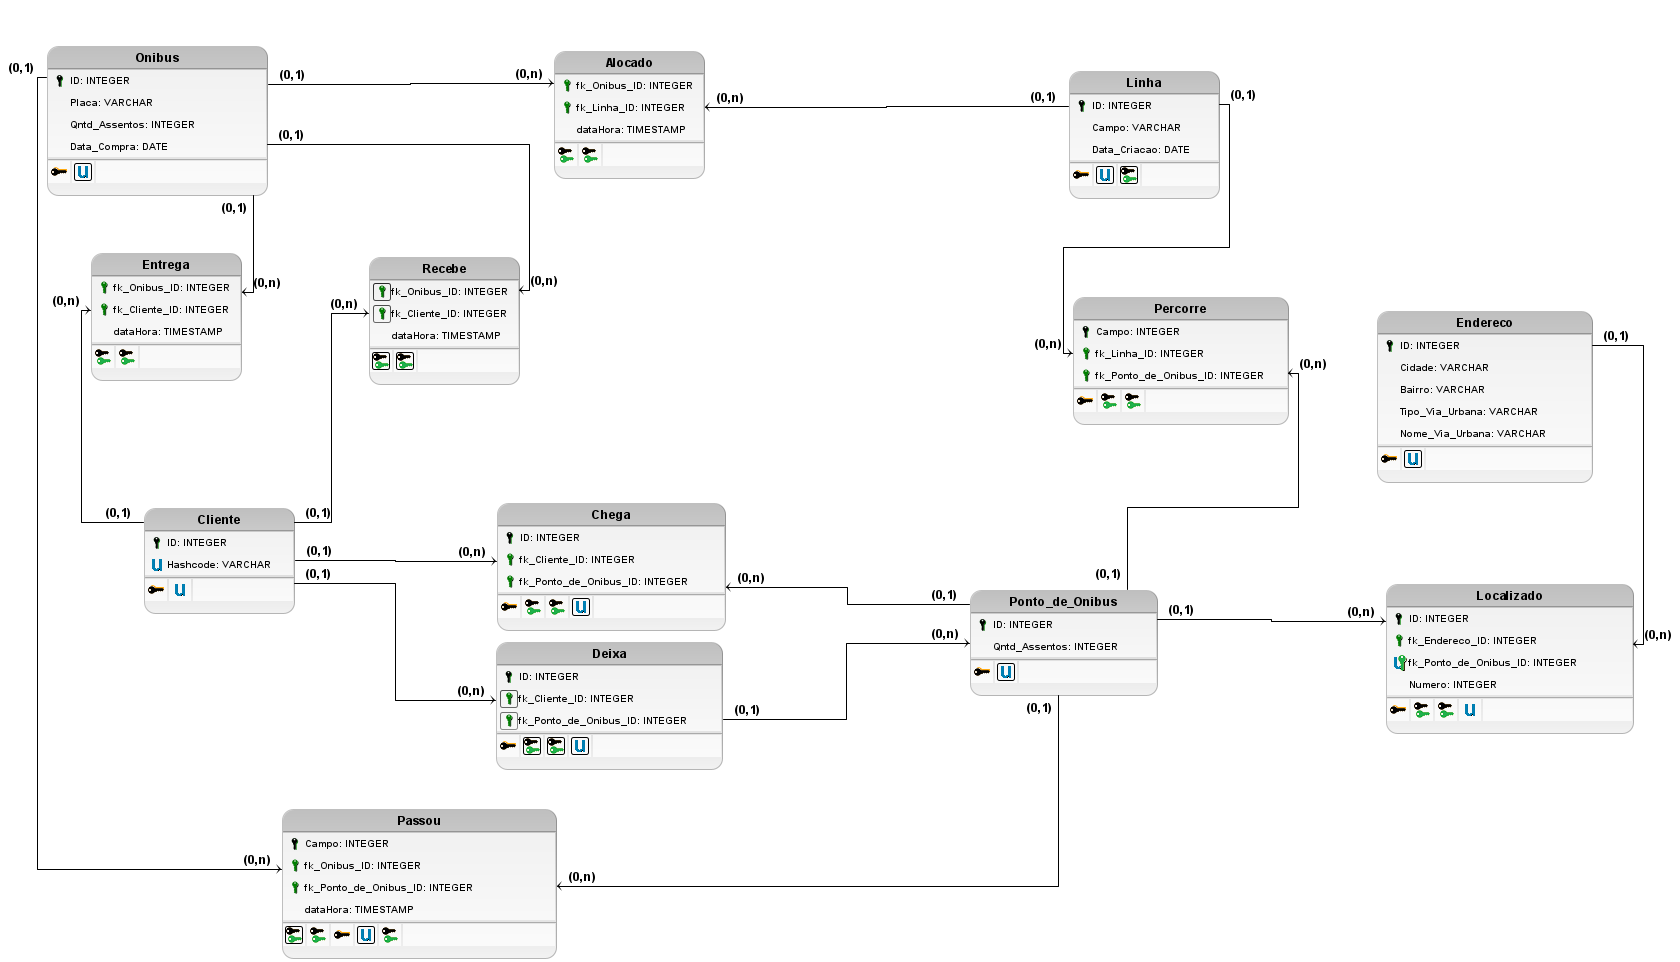 Onibus
ID: INTEGER
Placa: VARCHAR
Qntd_Assentos: INTEGER
Data_Compra: DATE
(0,1)
(0,1)
(0,1)
(0,1)
(0,n)
Alocado
fk_Onibus_ID: INTEGER
fk_Linha_ID: INTEGER
dataHora: TIMESTAMP
(0,n)
(0,1)
Linha
ID: INTEGER
Campo: VARCHAR
Data_Criacao: DATE
U
U
(0,1)
Entrega
fk_Onibus_ID: INTEGER
fk_Cliente_ID: INTEGER
dataHora: TIMESTAMP
(0,n)
(0,n)
Recebe
fk_Onibus_ID: INTEGER
fk_Cliente_ID: INTEGER
dataHora: TIMESTAMP
(0,n)
(0,n)
Percorre
Campo: INTEGER
fk_Linha_ID: INTEGER
fk_Ponto_de_Onibus_ID: INTEGER
(0,n)
(0,n)
Endereco
ID: INTEGER
Cidade: VARCHAR
Bairro: VARCHAR
Tipo_Via_Urbana: VARCHAR
Nome_Via_Urbana: VARCHAR
U
(0,1)
(0,1)
Cliente
ID: INTEGER
U Hashcode: VARCHAR
U
(0,1)
(0,1)
(0,1)
(0,n)
Chega
ID: INTEGER
fk_Cliente_ID: INTEGER
fk_Ponto_de_Onibus_ID: INTEGER
U
(0,n)
(0,1)
(0,n)
Deixa
ID: INTEGER
fk_Cliente_ID: INTEGER
fk_Ponto_de_Onibus_ID: INTEGER
U
(0,1)
(0,n)
(0,1)
Ponto_de_Onibus
ID: INTEGER
Qntd_Assentos: INTEGER
U
(0,1)
(0,1)
(0,n)
Localizado
ID: INTEGER
fk_Endereco_ID: INTEGER
U fk_Ponto_de_Onibus_ID: INTEGER
Numero: INTEGER
U
(0,n)
Passou
Campo: INTEGER
fk_Onibus_ID: INTEGER
fk_Ponto_de_Onibus_ID: INTEGER
dataHora: TIMESTAMP
U
(0,n)
(0,n)